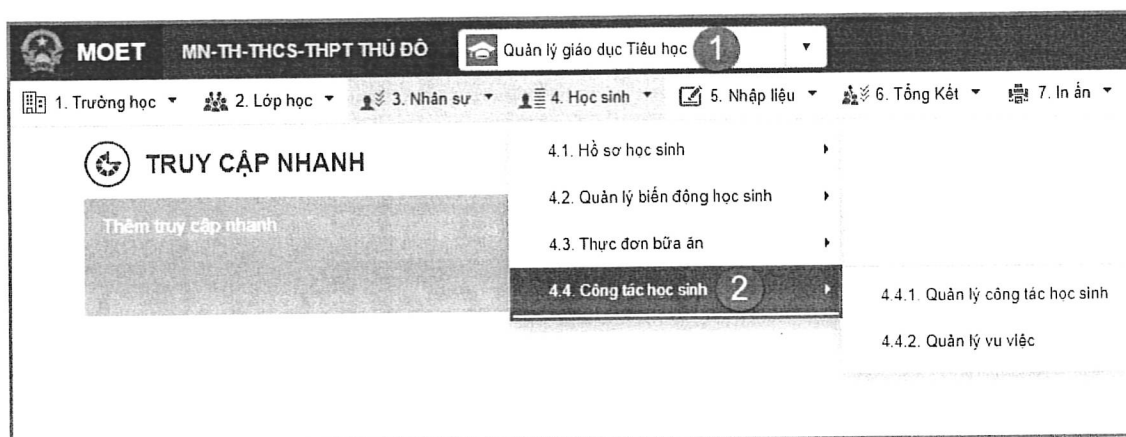 MOET MN-TH-THCS-THPT THỦ ĐÔ Quản lý giáo dục Tiểu học 1
1. Trường học 2. Lớp học 3. Nhân sự 4. Học sinh 5. Nhập liệu 6. Tổng Kết 7. In ấn
TRUY CẬP NHANH
Thêm truy cập nhanh
4.1. Hồ sơ học sinh
4.2. Quản lý biến động học sinh
4.3. Thực đơn bữa ăn
4.4. Công tác học sinh 2
4.4.1. Quản lý công tác học sinh
4.4.2. Quản lý vụ việc